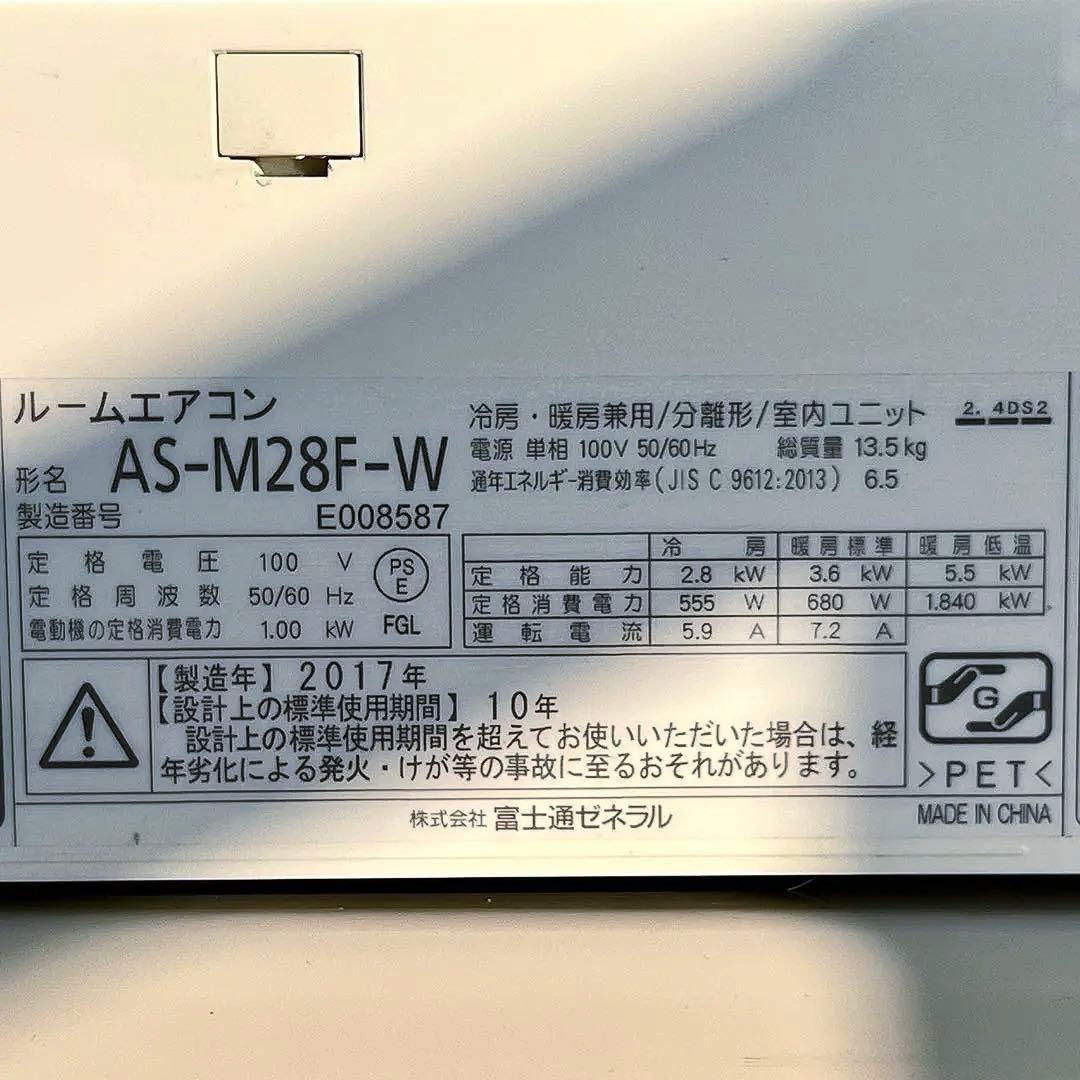 ルームエアコン
形名 AS-M28F-W
製造番号 E008587
冷房・暖房兼用/分離形/室内ユニット 2.4DS2
電源 単相 100V 50/60Hz 総質量 13.5kg
通年エネルギー消費効率(JIS C 9612:2013) 6.5
定格電圧 100 V
定格周波数 50/60 Hz
電動機の定格消費電力 1.00 kW
PS
E
FGL
冷房 暖房標準 暖房低温
定格能力 2.8 kW 3.6 kW 5.5 kW
定格消費電力 555 W 680 W 1.840 kW
運転電流 5.9 A 7.2 A
【製造年】2017年
【設計上の標準使用期間】10年
設計上の標準使用期間を超えてお使いいただいた場合は、経
年劣化による発火・けが等の事故に至るおそれがあります。
G
>PET<
株式会社 富士通ゼネラル
MADE IN CHINA